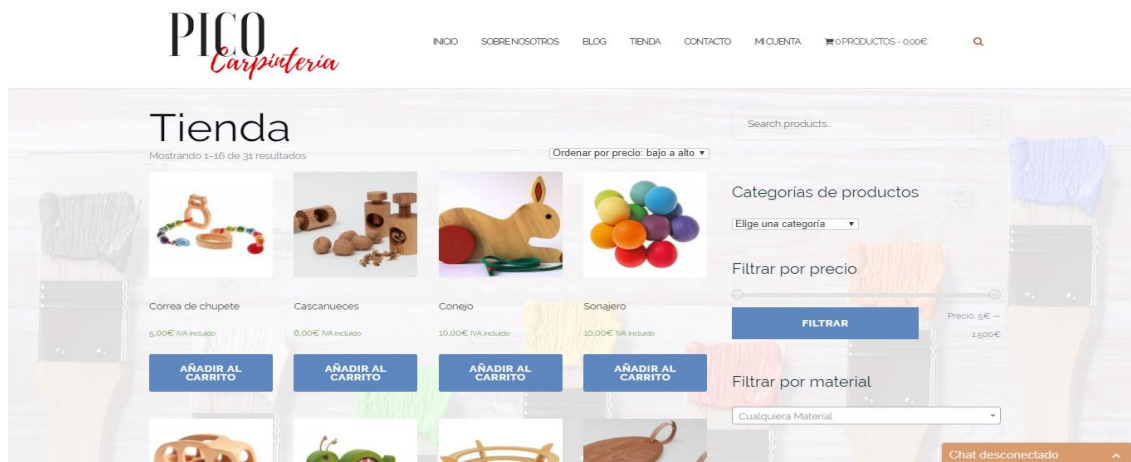 PICO
Carpintería
INICIO SOBRE NOSOTROS BLOG TIENDA CONTACTO MI CUENTA 0 PRODUCTOS - 0,00€
Tienda
Mostrando 1–16 de 31 resultados
Ordenar por precio: bajo a alto
Correa de chupete
5,00€ IVA incluido
AÑADIR AL
CARRITO
Cascanueces
6,00€ IVA incluido
AÑADIR AL
CARRITO
Conejo
10,00€ IVA incluido
AÑADIR AL
CARRITO
Sonajero
10,00€ IVA incluido
AÑADIR AL
CARRITO
Search products…
Categorías de productos
Elige una categoría
Filtrar por precio
FILTRAR
Precio: 5€ —
1.500€
Filtrar por material
Cualquiera Material
Chat desconectado